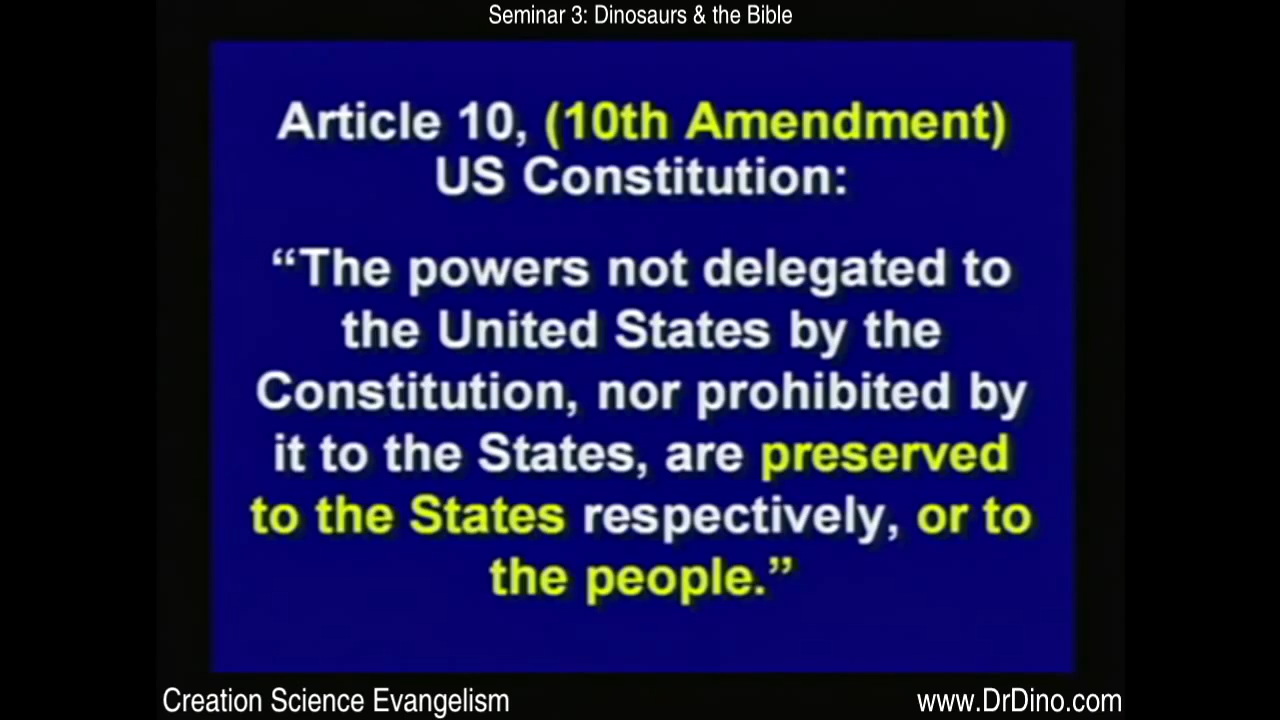 Seminar 3: Dinosaurs & the Bible
Article 10, (10th Amendment)
US Constitution:
“The powers not delegated to
the United States by the
Constitution, nor prohibited by
it to the States, are preserved
to the States respectively, or to
the people.”
Creation Science Evangelism
www.DrDino.com